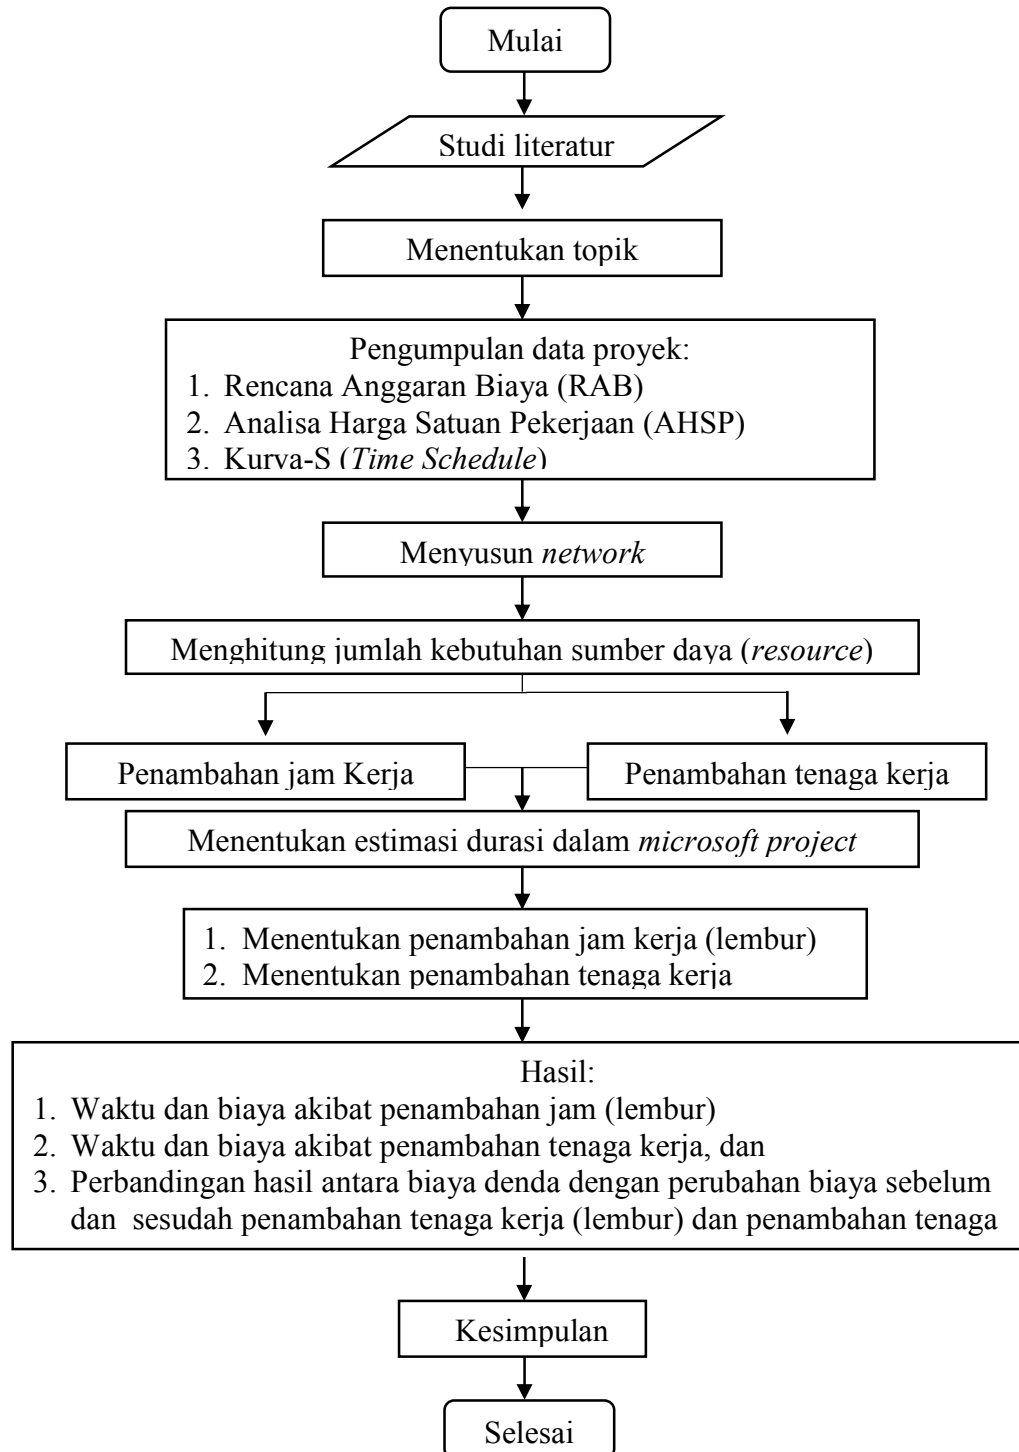 Mulai
Studi literatur
Menentukan topik
Pengumpulan data proyek:
1. Rencana Anggaran Biaya (RAB)
2. Analisa Harga Satuan Pekerjaan (AHSP)
3. Kurva-S (Time Schedule)
Menyusun network
Menghitung jumlah kebutuhan sumber daya (resource)
Penambahan jam Kerja
Penambahan tenaga kerja
Menentukan estimasi durasi dalam microsoft project
1. Menentukan penambahan jam kerja (lembur)
2. Menentukan penambahan tenaga kerja
Hasil:
1. Waktu dan biaya akibat penambahan jam (lembur)
2. Waktu dan biaya akibat penambahan tenaga kerja, dan
3. Perbandingan hasil antara biaya denda dengan perubahan biaya sebelum
dan sesudah penambahan tenaga kerja (lembur) dan penambahan tenaga
Kesimpulan
Selesai